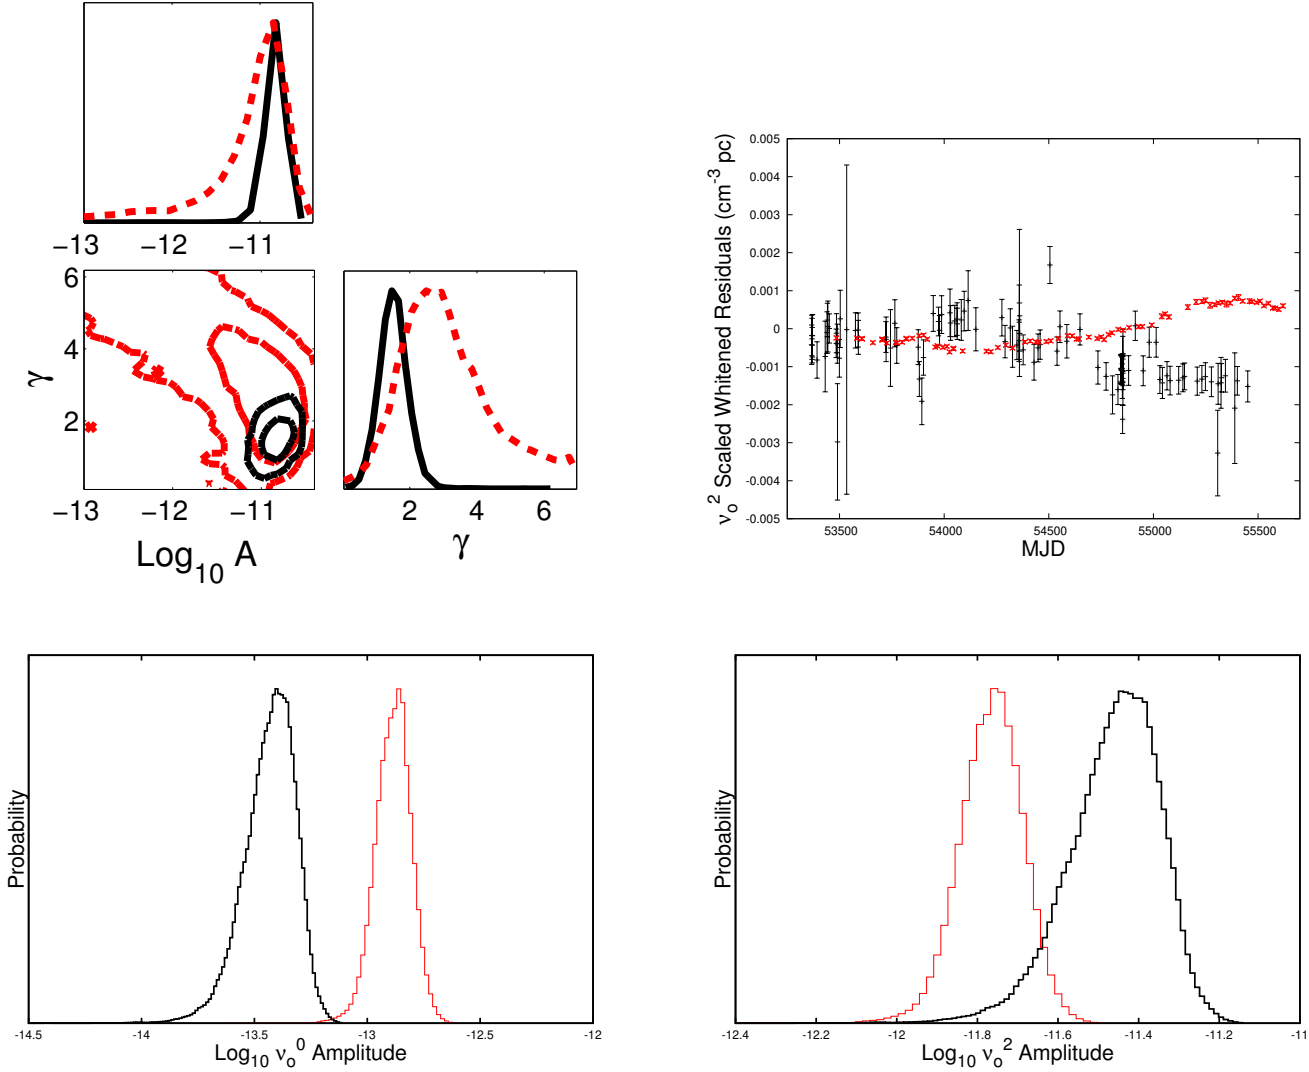 −13 −12 −11
6
4
2
γ
−13 −12 −11
Log₁₀ A
2 4 6
γ
0.005
0.004
0.003
0.002
0.001
0
-0.001
-0.002
-0.003
-0.004
-0.005
νₒ² Scaled Whitened Residuals (cm⁻³ pc)
53500 54000 54500 55000 55500
MJD
Probability
-14.5 -14 -13.5 -13 -12.5 -12
Log₁₀ νₒ⁰ Amplitude
Probability
-12.4 -12.2 -12 -11.8 -11.6 -11.4 -11.2 -11
Log₁₀ νₒ² Amplitude